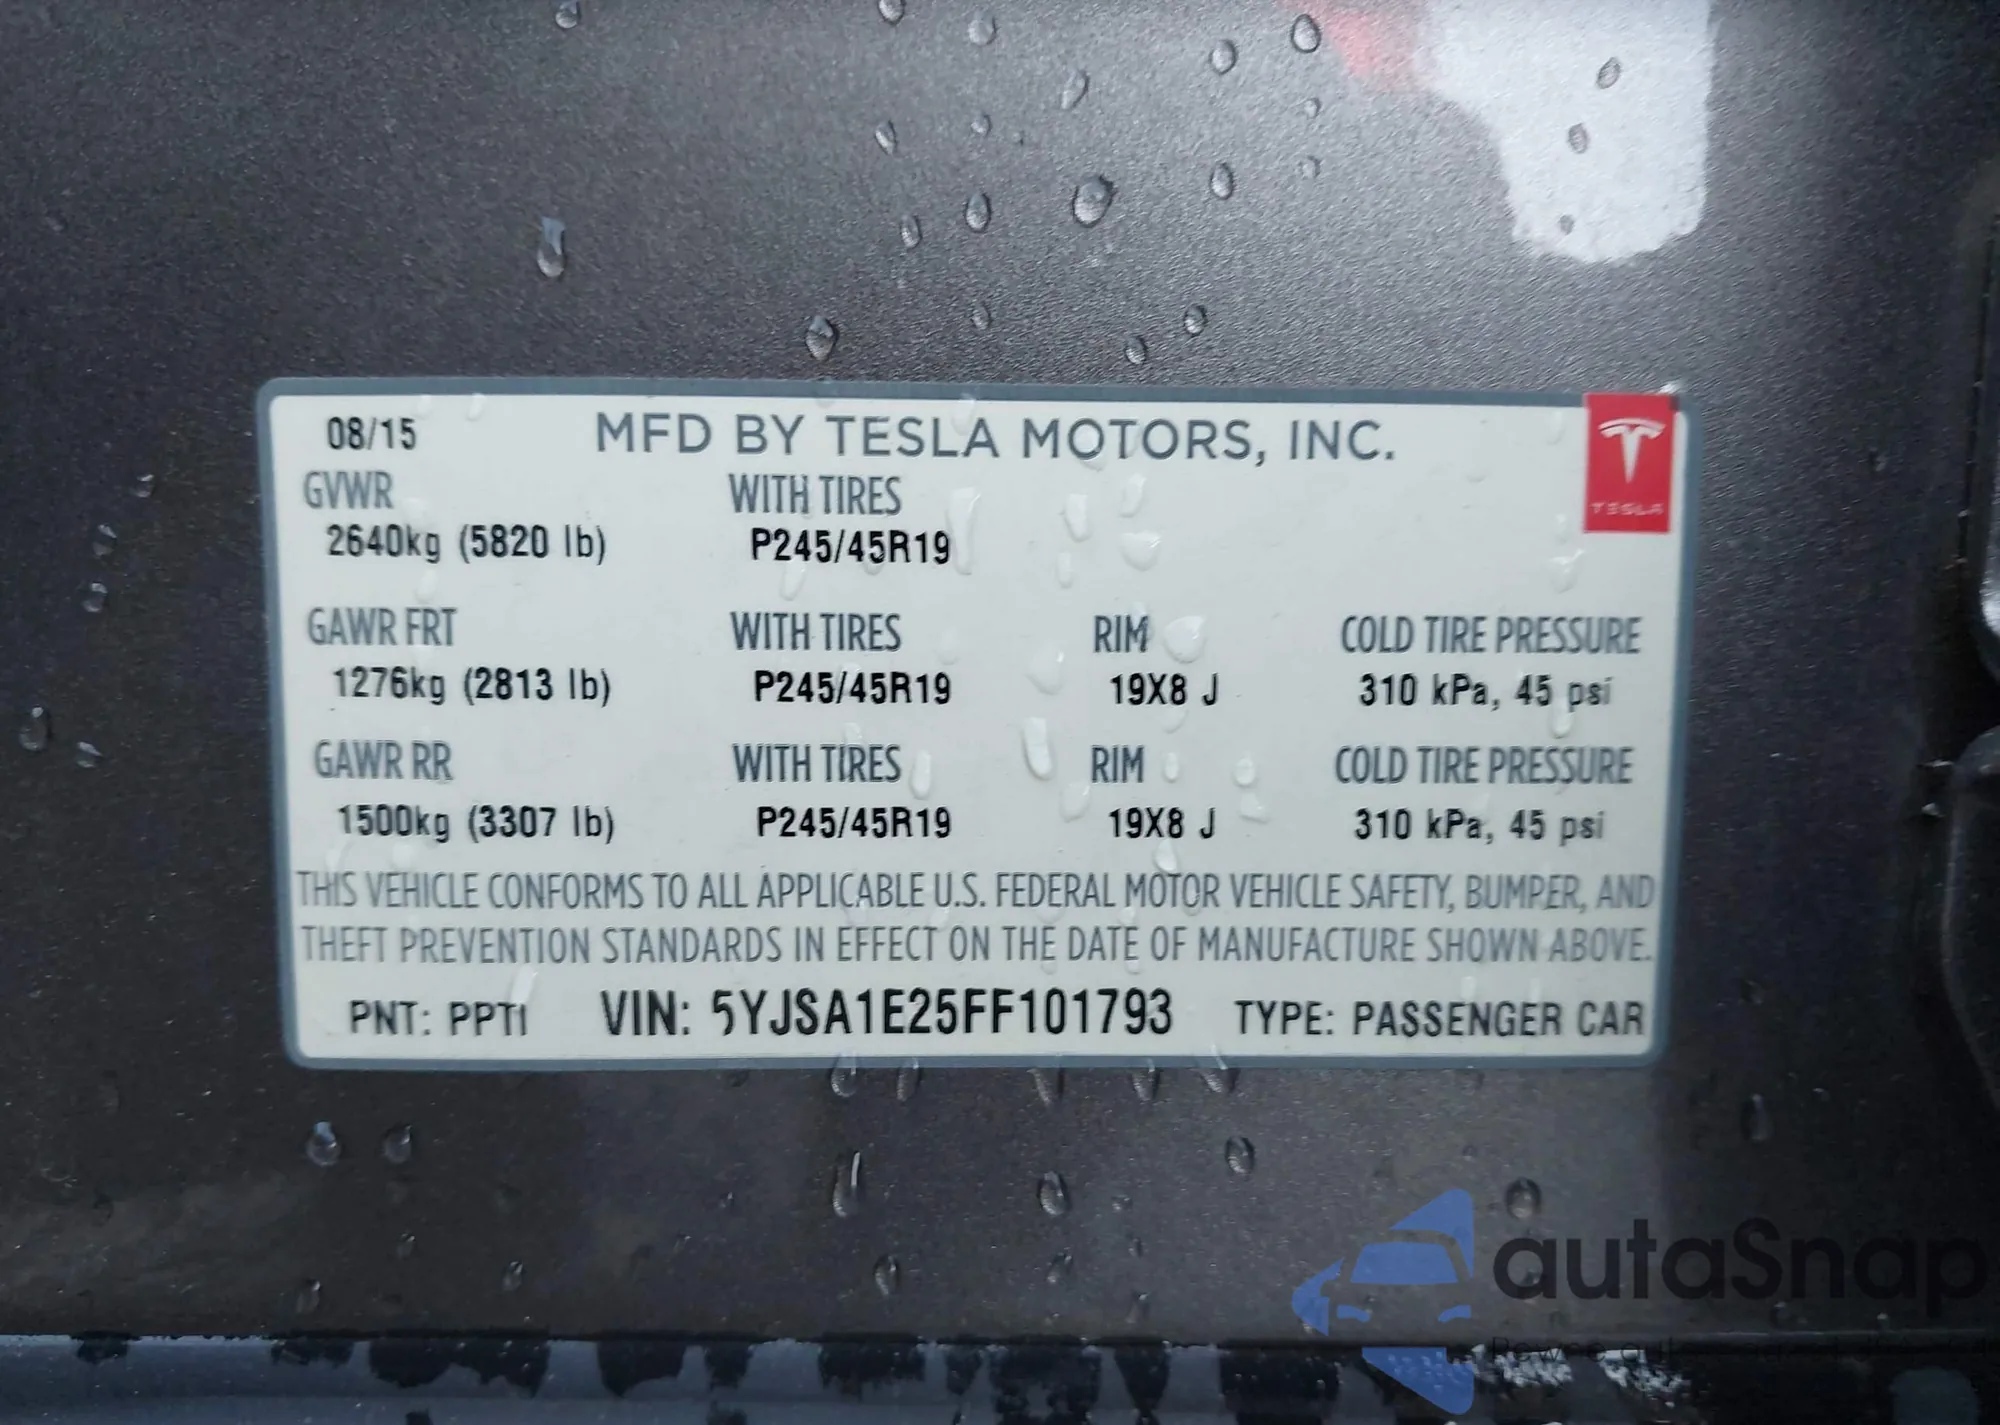 08/15 MFD BY TESLA MOTORS, INC.
TESLA
GVWR WITH TIRES
2640kg (5820 lb) P245/45R19
GAWR FRT WITH TIRES RIM COLD TIRE PRESSURE
1276kg (2813 lb) P245/45R19 19X8 J 310 kPa, 45 psi
GAWR RR WITH TIRES RIM COLD TIRE PRESSURE
1500kg (3307 lb) P245/45R19 19X8 J 310 kPa, 45 psi
THIS VEHICLE CONFORMS TO ALL APPLICABLE U.S. FEDERAL MOTOR VEHICLE SAFETY, BUMPER, AND
THEFT PREVENTION STANDARDS IN EFFECT ON THE DATE OF MANUFACTURE SHOWN ABOVE.
PNT: PPTI VIN: 5YJSA1E25FF101793 TYPE: PASSENGER CAR
autaSnap